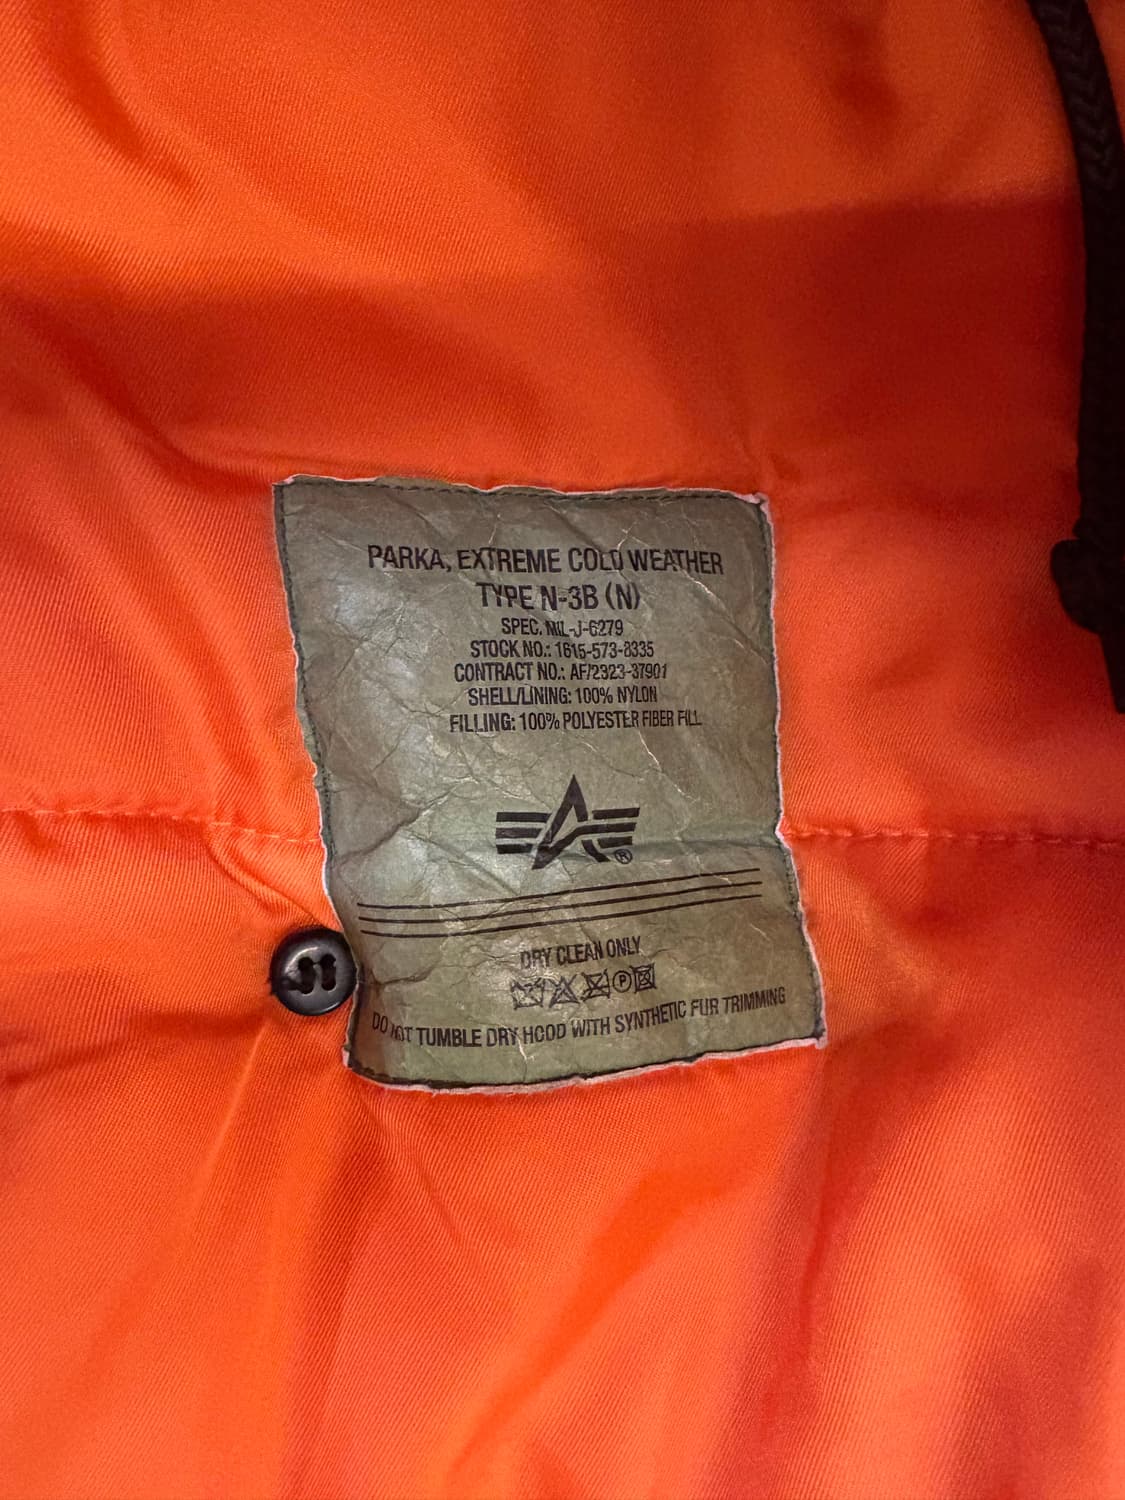 PARKA, EXTREME COLD WEATHER
TYPE N-3B (N)
SPEC. MIL-J-6279
STOCK NO.: 1615-573-8335
CONTRACT NO.: AF/2323-37901
SHELL/LINING: 100% NYLON
FILLING: 100% POLYESTER FIBER FILL
®
DRY CLEAN ONLY
P
DO NOT TUMBLE DRY HOOD WITH SYNTHETIC FUR TRIMMING